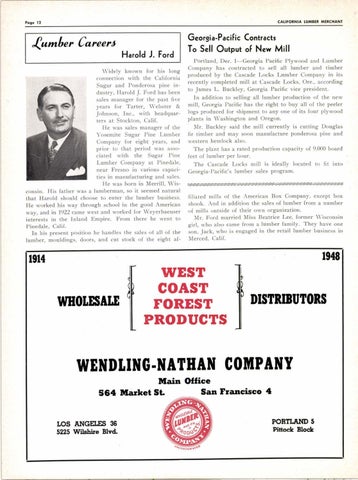 Page 12
CALIFORNIA LUMBER MERCHANT
Lumber Careers
Harold J. Ford
Widely known for his long
connection with the California
Sugar and Ponderosa pine in-
dustry, Harold J. Ford has been
sales manager for the past five
years for Tarter, Webster &
Johnson, Inc., with headquar-
ters at Stockton, Calif.
He was sales manager of the
Yosemite Sugar Pine Lumber
Company for eight years, and
prior to that period was asso-
ciated with the Sugar Pine
Lumber Company at Pinedale,
near Fresno in various capaci-
ties in manufacturing and sales.
He was born in Merrill, Wis-
consin. His father was a lumberman, so it seemed natural
that Harold should choose to enter the lumber business.
He worked his way through school in the good American
way, and in 1922 came west and worked for Weyerhaeuser
interests in the Inland Empire. From there he went to
Pinedale, Calif.
In his present position he handles the sales of all of the
lumber, mouldings, doors, and cut stock of the eight af-
Georgia-Pacific Contracts
To Sell Output of New Mill
Portland, Dec. 1—Georgia Pacific Plywood and Lumber
Company has contracted to sell all lumber and timber
produced by the Cascade Locks Lumber Company in its
recently completed mill at Cascade Locks, Ore., according
to James L. Buckley, Georgia Pacific vice president.
In addition to selling all lumber production of the new
mill, Georgia Pacific has the right to buy all of the peeler
logs produced for shipment to any one of its four plywood
plants in Washington and Oregon.
Mr. Buckley said the mill currently is cutting Douglas
fir timber and may soon manufacture ponderosa pine and
western hemlock also.
The plant has a rated production capacity of 9,000 board
feet of lumber per hour.
The Cascade Locks mill is ideally located to fit into
Georgia-Pacific's lumber sales program.
filiated mills of the American Box Company, except box
shook. And in addition the sales of lumber from a number
of mills outside of their own organization.
Mr. Ford married Miss Beatrice Lee, former Wisconsin
girl, who also came from a lumber family. They have one
son, Jack, who is engaged in the retail lumber business in
Merced, Calif.
1914
1948
WHOLESALE
WEST
COAST
FOREST
PRODUCTS
DISTRIBUTORS
WENDLING-NATHAN COMPANY
Main Office
564 Market St. San Francisco 4
WENDLING-NATHAN
LUMBER
PRODUCTS
COMPANY
LOS ANGELES 36
5225 Wilshire Blvd.
PORTLAND 5
Pittock Block